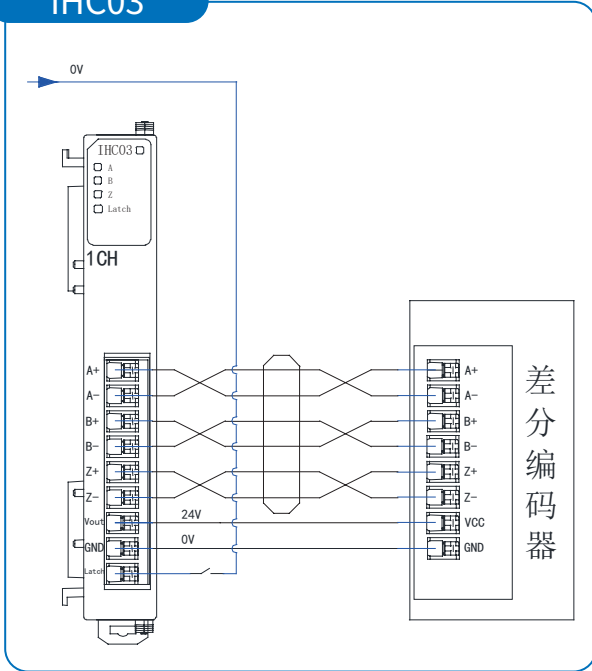 IHC03
0V
IHC03
A
B
Z
Latch
1CH
A+
A-
B+
B-
Z+
Z-
Vout
GND
Latch
24V
0V
A+
A-
B+
B-
Z+
Z-
VCC
GND
差分编码器